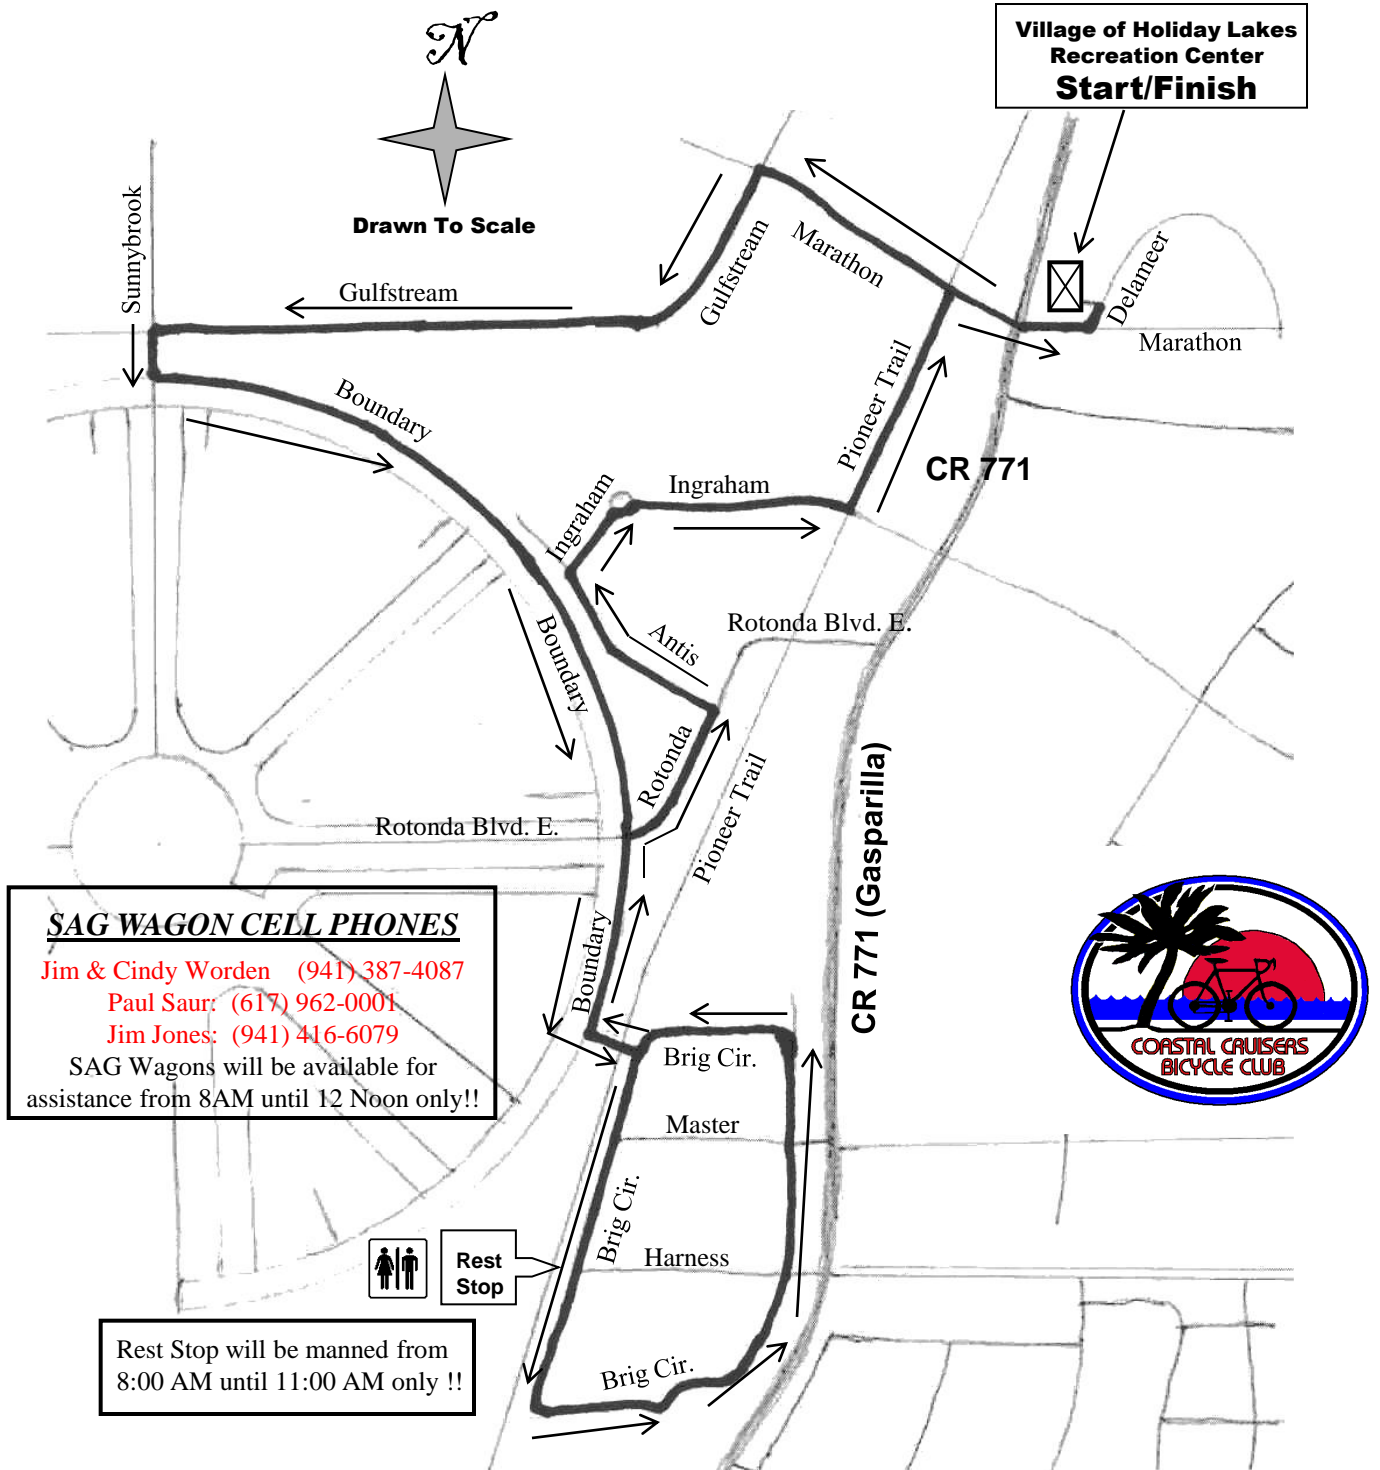 N
Village of Holiday Lakes
Recreation Center
Start/Finish
Drawn To Scale
Sunnybrook
Gulfstream
Gulfstream
Marathon
Delameer
Marathon
Boundary
Pioneer Trail
CR 771
Ingraham
Ingraham
Boundary
Antis
Rotonda Blvd. E.
Rotonda
Pioneer Trail
CR 771 (Gasparilla)
Rotonda Blvd. E.
SAG WAGON CELL PHONES
Jim & Cindy Worden (941) 387-4087
Paul Saur: (617) 962-0001
Jim Jones: (941) 416-6079
SAG Wagons will be available for
assistance from 8AM until 12 Noon only!!
Boundary
COASTAL CRUISERS
BICYCLE CLUB
Brig Cir.
Master
Brig Cir.
Harness
Rest
Stop
Brig Cir.
Rest Stop will be manned from
8:00 AM until 11:00 AM only !!